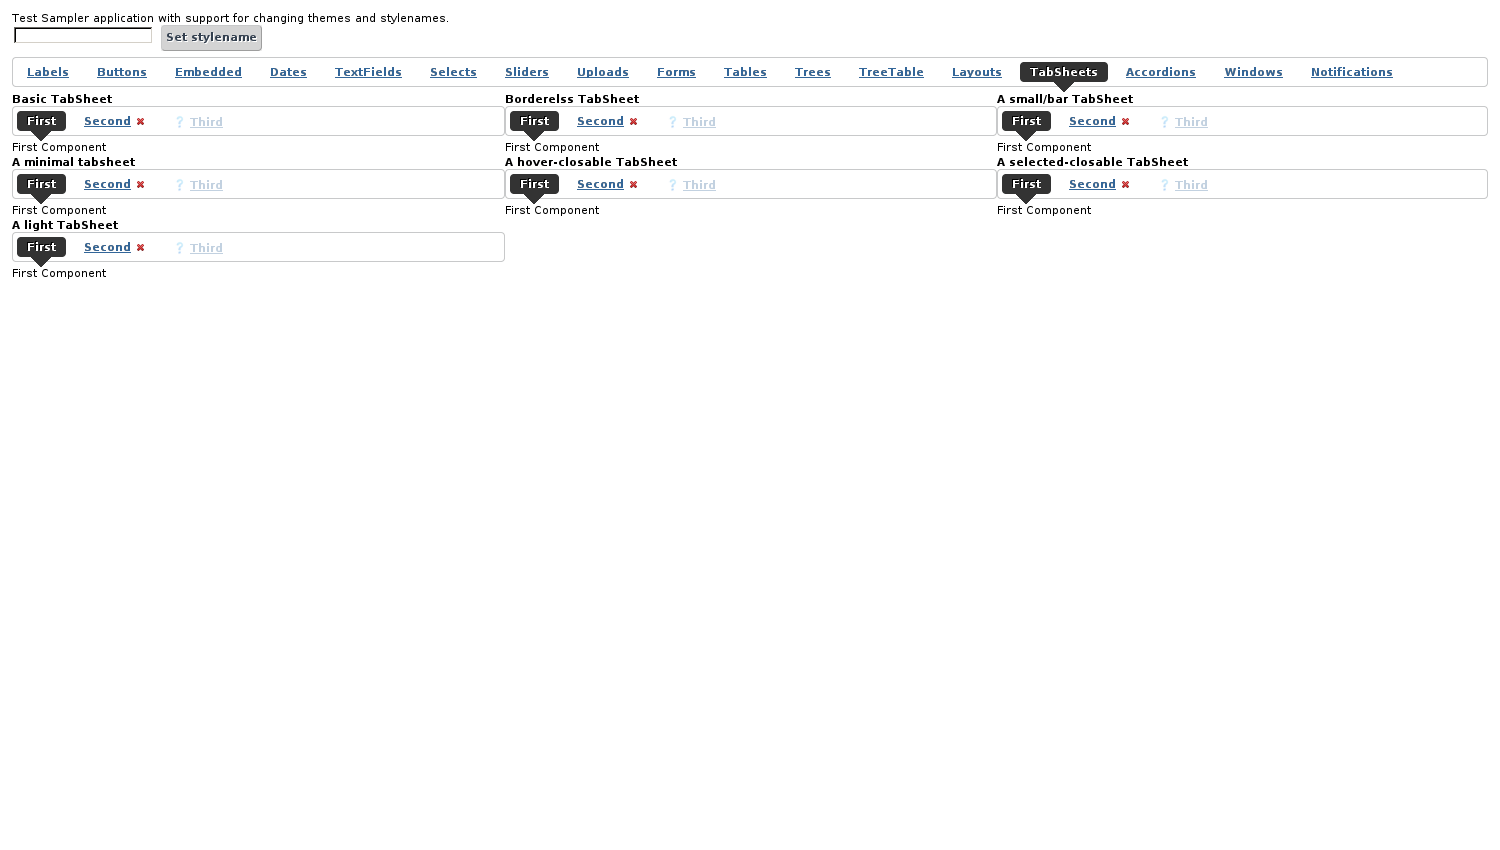 Test Sampler application with support for changing themes and stylenames.
Set stylename
Labels Buttons Embedded Dates TextFields Selects Sliders Uploads Forms Tables Trees TreeTable Layouts TabSheets Accordions Windows Notifications
Basic TabSheet Borderelss TabSheet A small/bar TabSheet
First Second ? Third First Second ? Third First Second ? Third
First Component First Component First Component
A minimal tabsheet A hover-closable TabSheet A selected-closable TabSheet
First Second ? Third First Second ? Third First Second ? Third
First Component First Component First Component
A light TabSheet
First Second ? Third
First Component